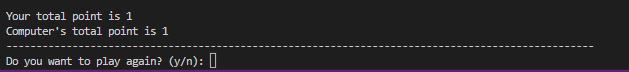 Your total point is 1
Computer's total point is 1
--------------------------------------------------------------------------------------------------
Do you want to play again? (y/n):